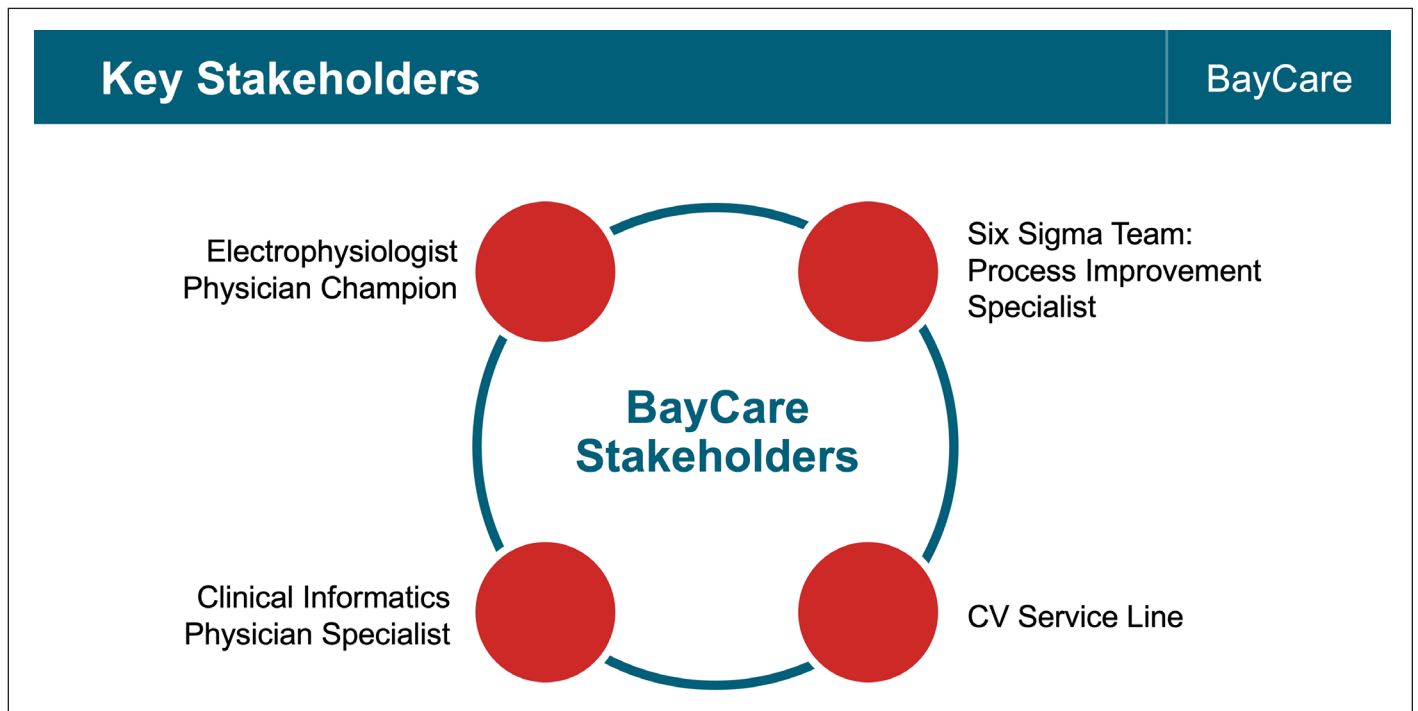 Key Stakeholders
BayCare
Electrophysiologist
Physician Champion
Six Sigma Team:
Process Improvement
Specialist
BayCare
Stakeholders
Clinical Informatics
Physician Specialist
CV Service Line